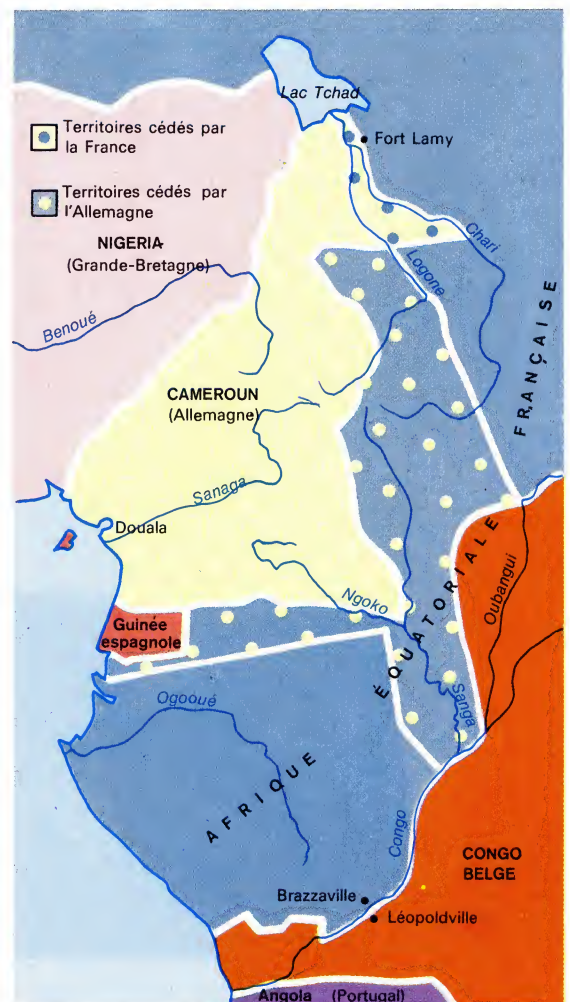 Lac Tchad
Territoires cédés par
la France
Fort Lamy
Territoires cédés par
l'Allemagne
NIGERIA
(Grande-Bretagne)
Chari
Logone
Benoué
FRANÇAISE
CAMEROUN
(Allemagne)
Sanaga
Douala
ÉQUATORIALE
Oubangui
Ngoko
Guinée
espagnole
Sanga
Ogooué
AFRIQUE
Congo
CONGO
BELGE
Brazzaville
Léopoldville
Angola (Portugal)